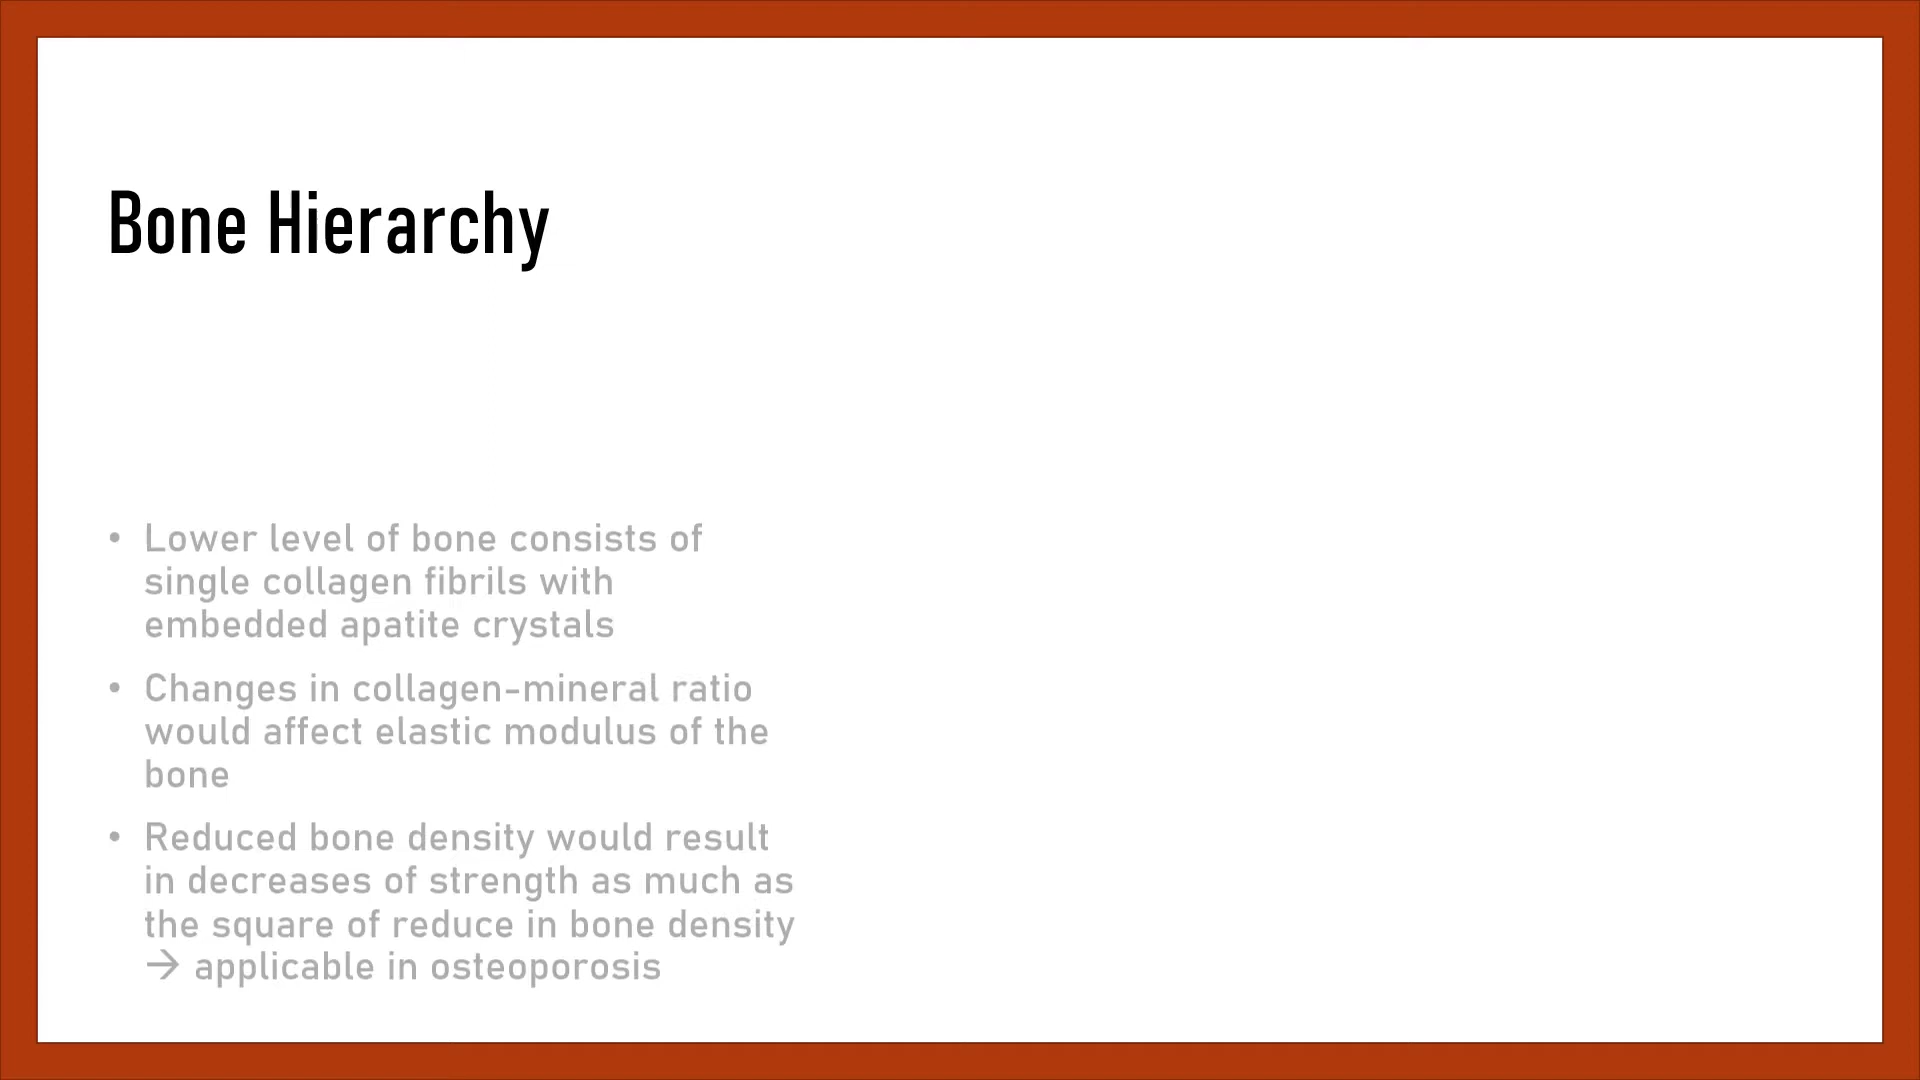 Bone Hierarchy
• Lower level of bone consists of
single collagen fibrils with
embedded apatite crystals
• Changes in collagen-mineral ratio
would affect elastic modulus of the
bone
• Reduced bone density would result
in decreases of strength as much as
the square of reduce in bone density
→ applicable in osteoporosis